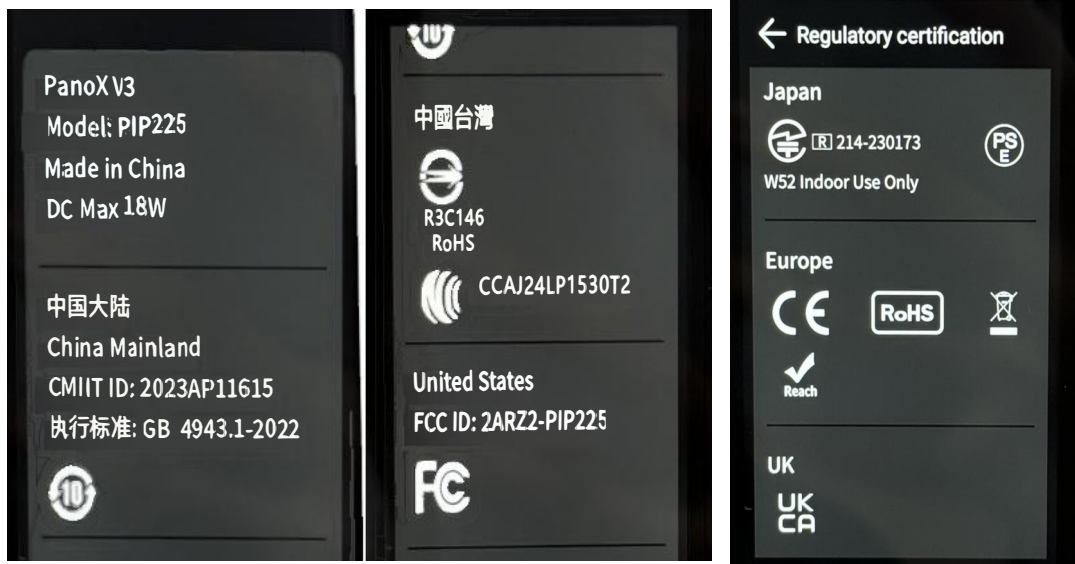 PanoX V3
Model: PIP225
Made in China
DC Max 18W
中国大陆
China Mainland
CMIIT ID: 2023AP11615
执行标准: GB 4943.1-2022
10
10
中國台灣
R3C146
RoHS
CCAJ24LP1530T2
United States
FCC ID: 2ARZ2-PIP225
FC
← Regulatory certification
Japan
R 214-230173
PS
E
W52 Indoor Use Only
Europe
CE
RoHS
Reach
UK
UK
CA